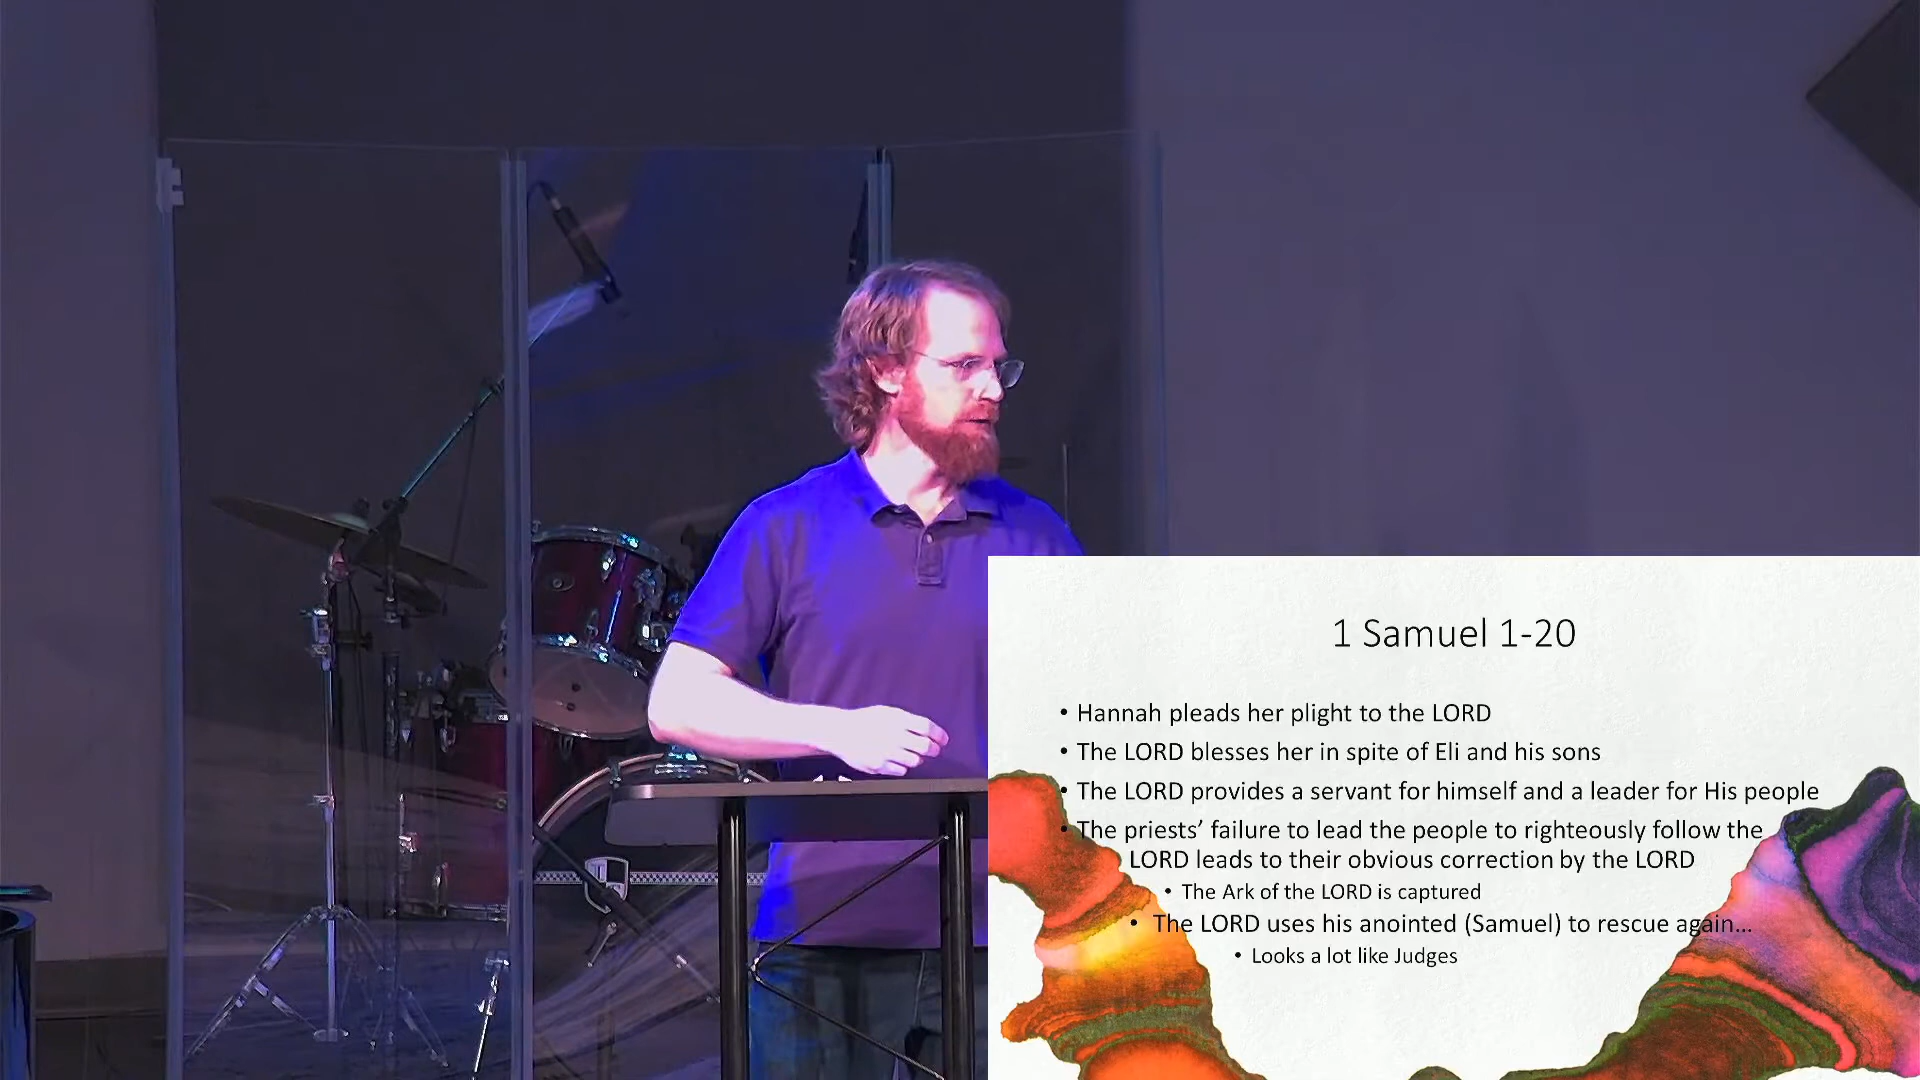 1 Samuel 1-20
• Hannah pleads her plight to the LORD
• The LORD blesses her in spite of Eli and his sons
• The LORD provides a servant for himself and a leader for His people
• The priests’ failure to lead the people to righteously follow the
LORD leads to their obvious correction by the LORD
• The Ark of the LORD is captured
• The LORD uses his anointed (Samuel) to rescue again…
• Looks a lot like Judges